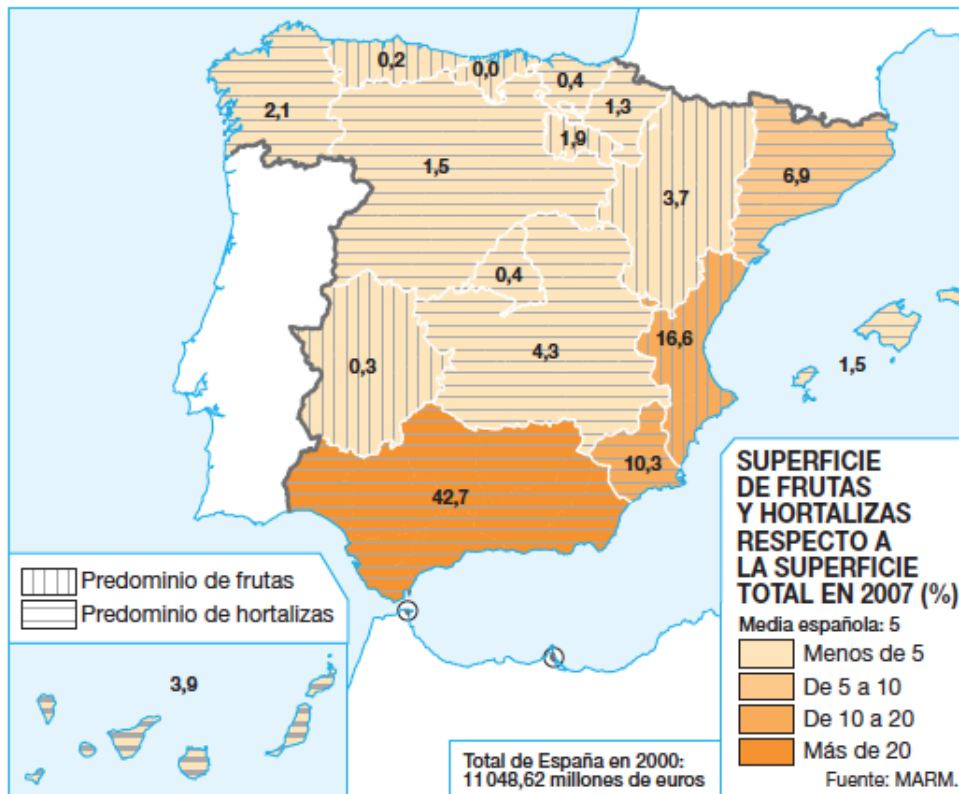 0,2
0,0
0,4
2,1
1,3
1,9
1,5
6,9
3,7
0,4
16,6
4,3
1,5
0,3
10,3
42,7
SUPERFICIE
DE FRUTAS
Y HORTALIZAS
RESPECTO A
LA SUPERFICIE
TOTAL EN 2007 (%)
Media española: 5
Menos de 5
De 5 a 10
De 10 a 20
Más de 20
Fuente: MARM.
Predominio de frutas
Predominio de hortalizas
3,9
Total de España en 2000:
11 048,62 millones de euros